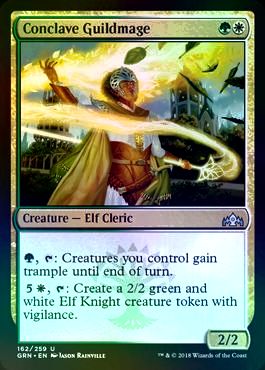 Conclave Guildmage
Creature — Elf Cleric
, : Creatures you control gain
trample until end of turn.
5 , : Create a 2/2 green and
white Elf Knight creature token with
vigilance.
2/2
162/259 U
GRN • EN Jason Rainville
™ & © 2018 Wizards of the Coast